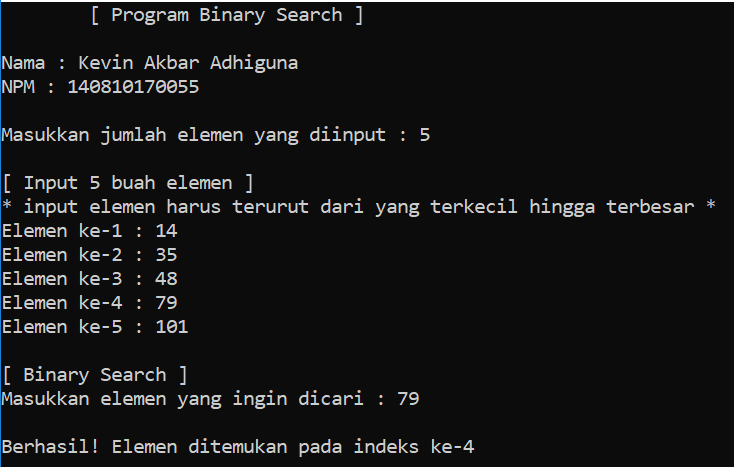 [ Program Binary Search ]
Nama : Kevin Akbar Adhiguna
NPM : 140810170055
Masukkan jumlah elemen yang diinput : 5
[ Input 5 buah elemen ]
* input elemen harus terurut dari yang terkecil hingga terbesar *
Elemen ke-1 : 14
Elemen ke-2 : 35
Elemen ke-3 : 48
Elemen ke-4 : 79
Elemen ke-5 : 101
[ Binary Search ]
Masukkan elemen yang ingin dicari : 79
Berhasil! Elemen ditemukan pada indeks ke-4